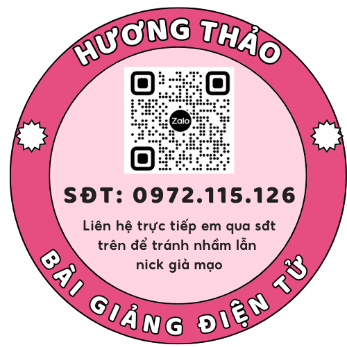 HƯƠNG THẢO
Zalo
SĐT: 0972.115.126
Liên hệ trực tiếp em qua sđt
trên để tránh nhầm lẫn
nick giả mạo
BÀI GIẢNG ĐIỆN TỬ